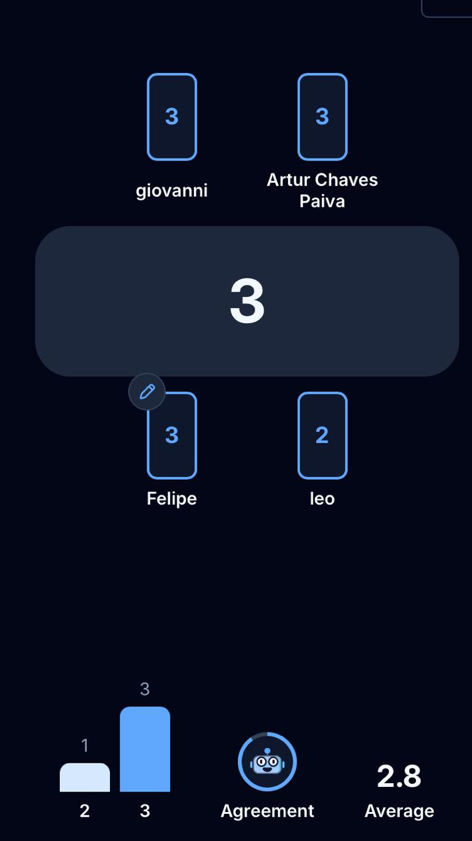 3
3
giovanni
Artur Chaves
Paiva
3
3
2
Felipe
leo
1
3
2
3
Agreement
2.8
Average